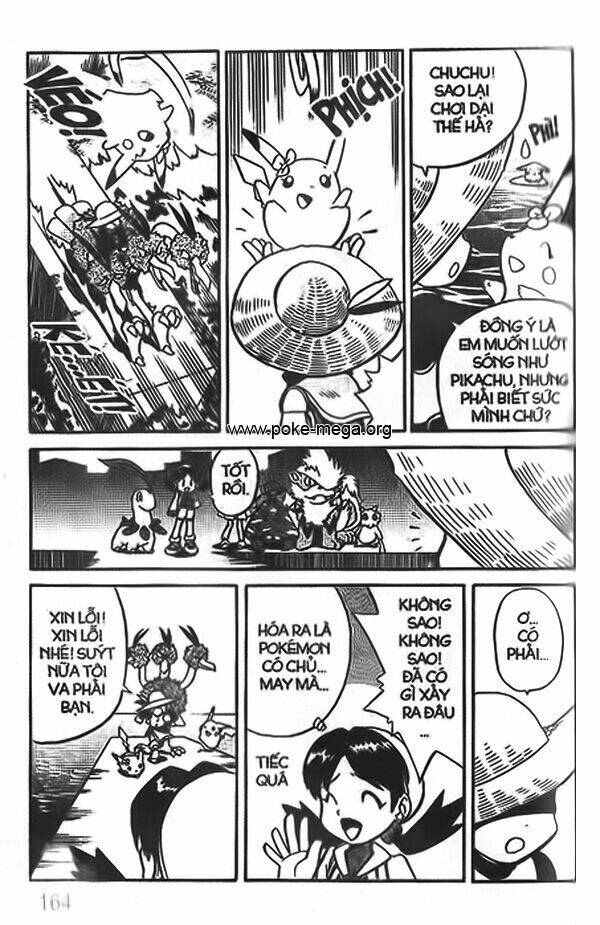 VÈO!
KÉ...ÉÉT!
PHỊCH!
CHUCHU!
SAO LẠI
CHƠI DẠI
THẾ HẢ?
PHÌ!
ĐỒNG Ý LÀ
EM MUỐN LƯỚT
SÓNG NHƯ
PIKACHU, NHƯNG
PHẢI BIẾT SỨC
MÌNH CHỨ?
www.poke-mega.org
TỐT
RỒI.
XIN LỖI!
XIN LỖI
NHÉ! SUÝT
NỮA TÔI
VA PHẢI
BẠN.
HÓA RA LÀ
POKÉMON
CÓ CHỦ...
MAY MÀ...
TIẾC
QUÁ
KHÔNG
SAO!
KHÔNG
SAO!
ĐÃ CÓ
GÌ XẢY
RA ĐÂU
...
Ơ...
CÓ
PHẢI...
164